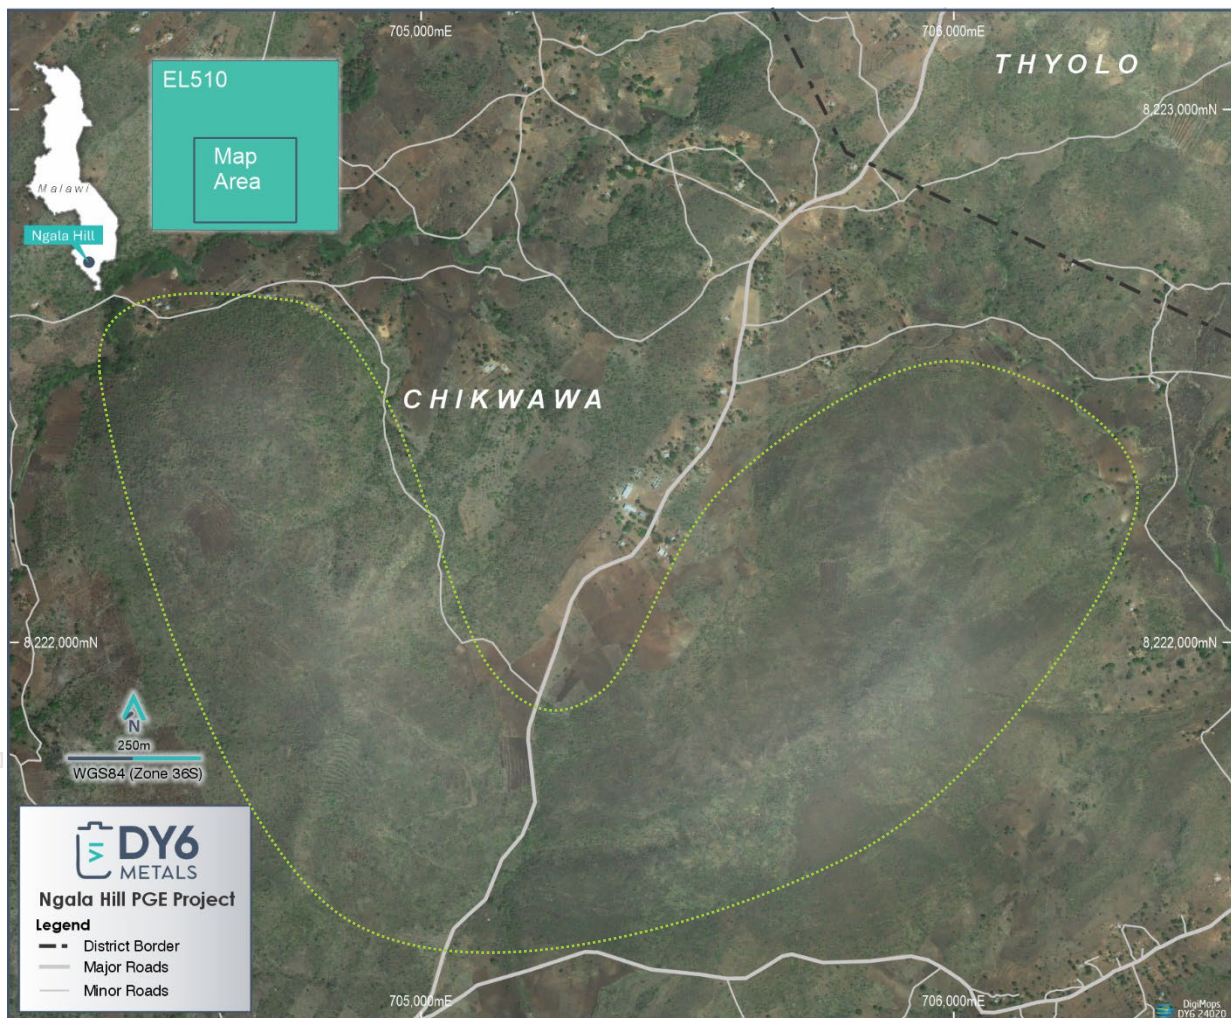 705,000mE
706,000mE
THYOLO
8,223,000mN
EL510
Map
Area
Malawi
Ngala Hill
CHIKWAWA
8,222,000mN
8,222,000mN
N
250m
WGS84 (Zone 36S)
DY6
METALS
Ngala Hill PGE Project
Legend
District Border
Major Roads
Minor Roads
705,000mE
706,000mE
DigiMaps
DY6 24020